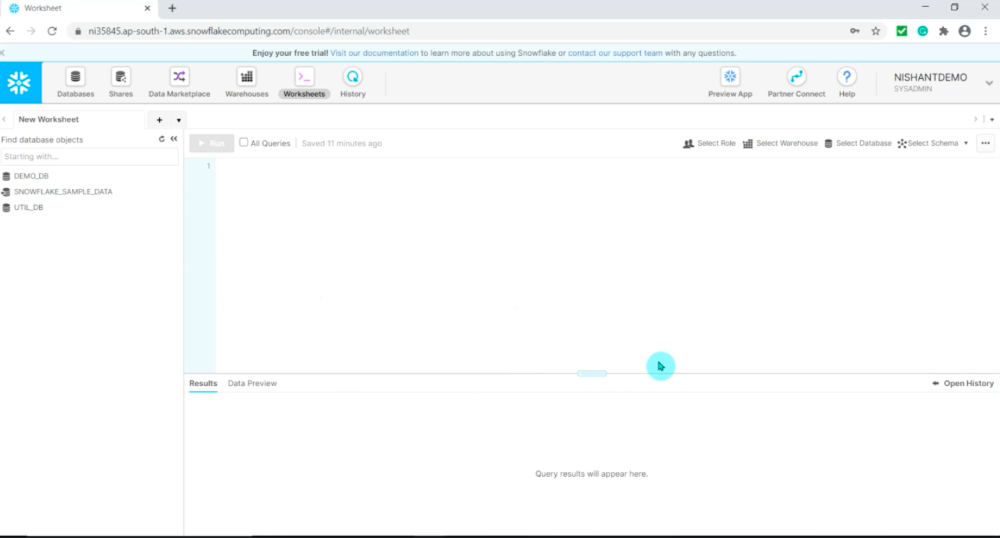 Worksheet
ni35845.ap-south-1.aws.snowflakecomputing.com/console#/internal/worksheet
Enjoy your free trial! Visit our documentation to learn more about using Snowflake or contact our support team with any questions.
Databases Shares Data Marketplace Warehouses Worksheets History Preview App Partner Connect Help NISHANTDEMO
SYSADMIN
New Worksheet
Find database objects
Starting with...
DEMO_DB
SNOWFLAKE_SAMPLE_DATA
UTIL_DB
Run All Queries Saved 11 minutes ago Select Role Select Warehouse Select Database Select Schema
1
Results Data Preview Open History
Query results will appear here.